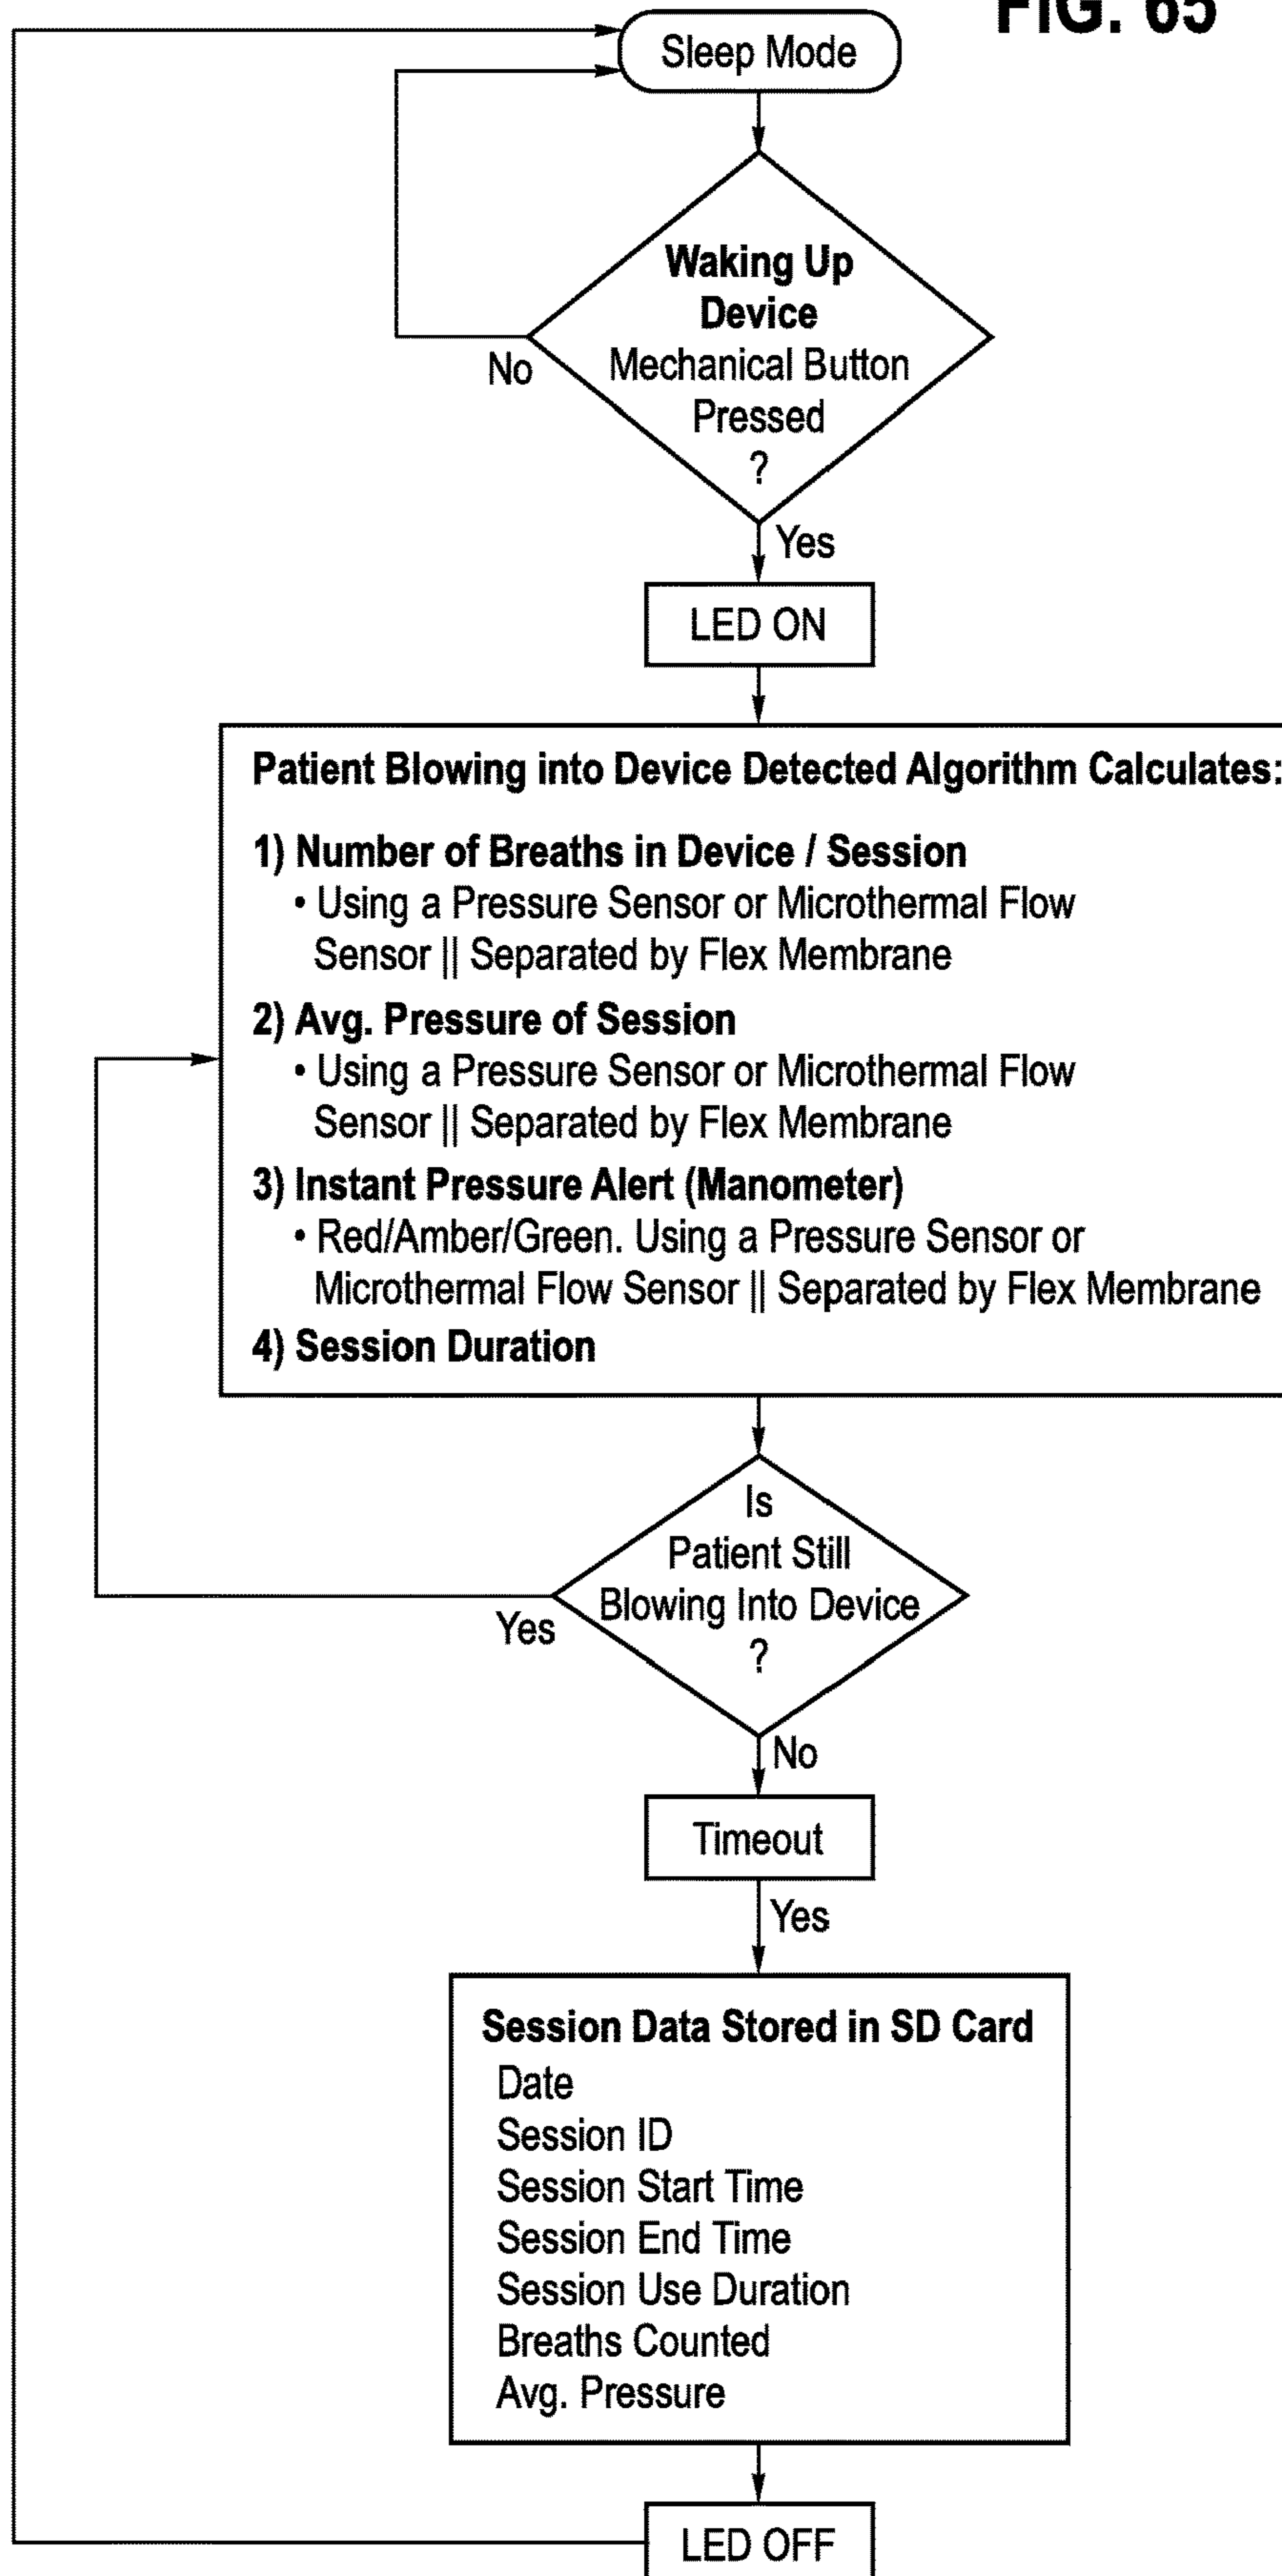 FIG. 65
Sleep Mode
Waking Up
Device
Mechanical Button
Pressed
?
No
Yes
LED ON
Patient Blowing into Device Detected Algorithm Calculates:
1) Number of Breaths in Device / Session
• Using a Pressure Sensor or Microthermal Flow
Sensor || Separated by Flex Membrane
2) Avg. Pressure of Session
• Using a Pressure Sensor or Microthermal Flow
Sensor || Separated by Flex Membrane
3) Instant Pressure Alert (Manometer)
• Red/Amber/Green. Using a Pressure Sensor or
Microthermal Flow Sensor || Separated by Flex Membrane
4) Session Duration
Is
Patient Still
Blowing Into Device
?
Yes
No
Timeout
Yes
Session Data Stored in SD Card
Date
Session ID
Session Start Time
Session End Time
Session Use Duration
Breaths Counted
Avg. Pressure
LED OFF